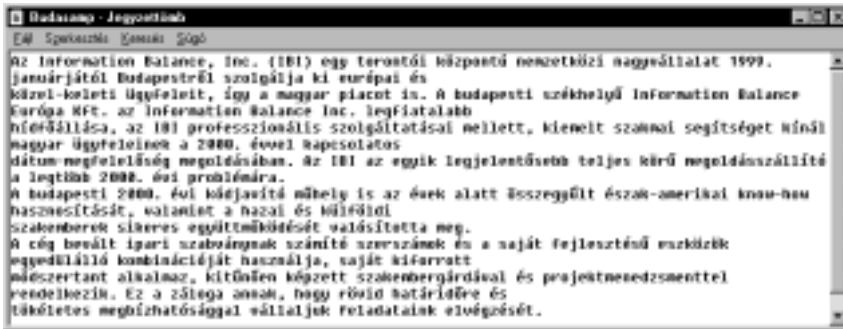 Budasamp - Jegyzettömb
Fájl Szerkesztés Keresés Súgó
Az Information Balance, Inc. (IBI) egy torontói központú nemzetközi nagyvállalat 1999.
januárjától Budapestről szolgálja ki európai és
közel-keleti ügyfeleit, így a magyar piacot is. A budapesti székhelyű Information Balance
Európa Kft. az Information Balance Inc. legfiatalabb
hídfőállása, az IBI professzionális szolgáltatásai mellett, kiemelt szakmai segítséget kínál
magyar ügyfeleinek a 2000. évvel kapcsolatos
dátum-megfelelőség megoldásában. Az IBI az egyik legjelentősebb teljes körű megoldásszállító
a legtöbb 2000. évi problémára.
A budapesti 2000. évi kódjavító műhely is az évek alatt összegyűlt észak-amerikai know-how
hasznosítását, valamint a hazai és külföldi
szakemberek sikeres együttműködését valósította meg.
A cég bevált ipari szabványnak számító szerszámok és a saját fejlesztésű eszközök
egyedülálló kombinációját használja, saját kiforrott
módszertant alkalmaz, kitűnően képzett szakembergárdával és projektmenedzsmenttel
rendelkezik. Ez a záloga annak, hogy rövid határidőre és
tökéletes megbízhatósággal vállaljuk feladataink elvégzését.